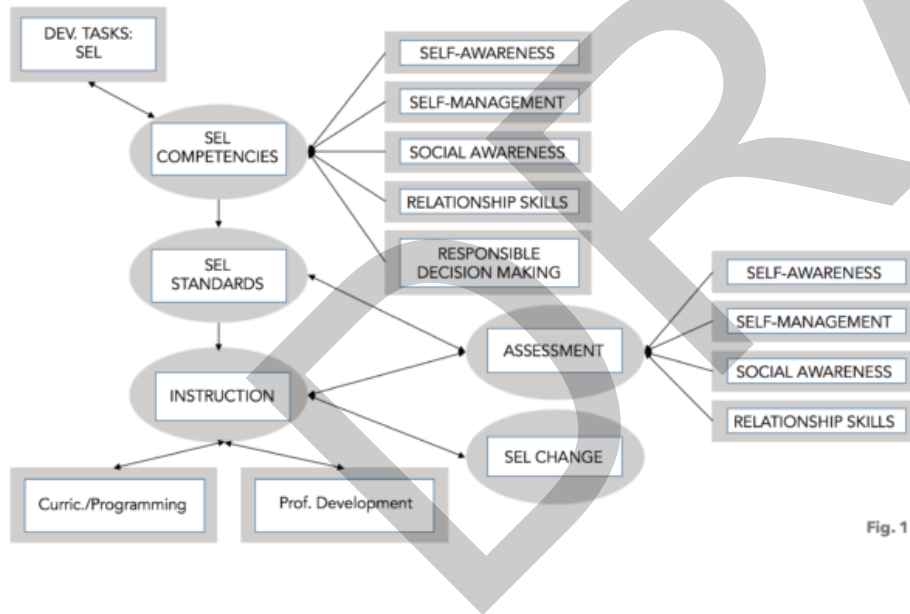 DEV. TASKS:
SEL
SEL
COMPETENCIES
SELF-AWARENESS
SELF-MANAGEMENT
SOCIAL AWARENESS
RELATIONSHIP SKILLS
RESPONSIBLE
DECISION MAKING
SEL
STANDARDS
ASSESSMENT
SELF-AWARENESS
SELF-MANAGEMENT
SOCIAL AWARENESS
RELATIONSHIP SKILLS
INSTRUCTION
SEL CHANGE
Curric./Programming
Prof. Development
Fig. 1